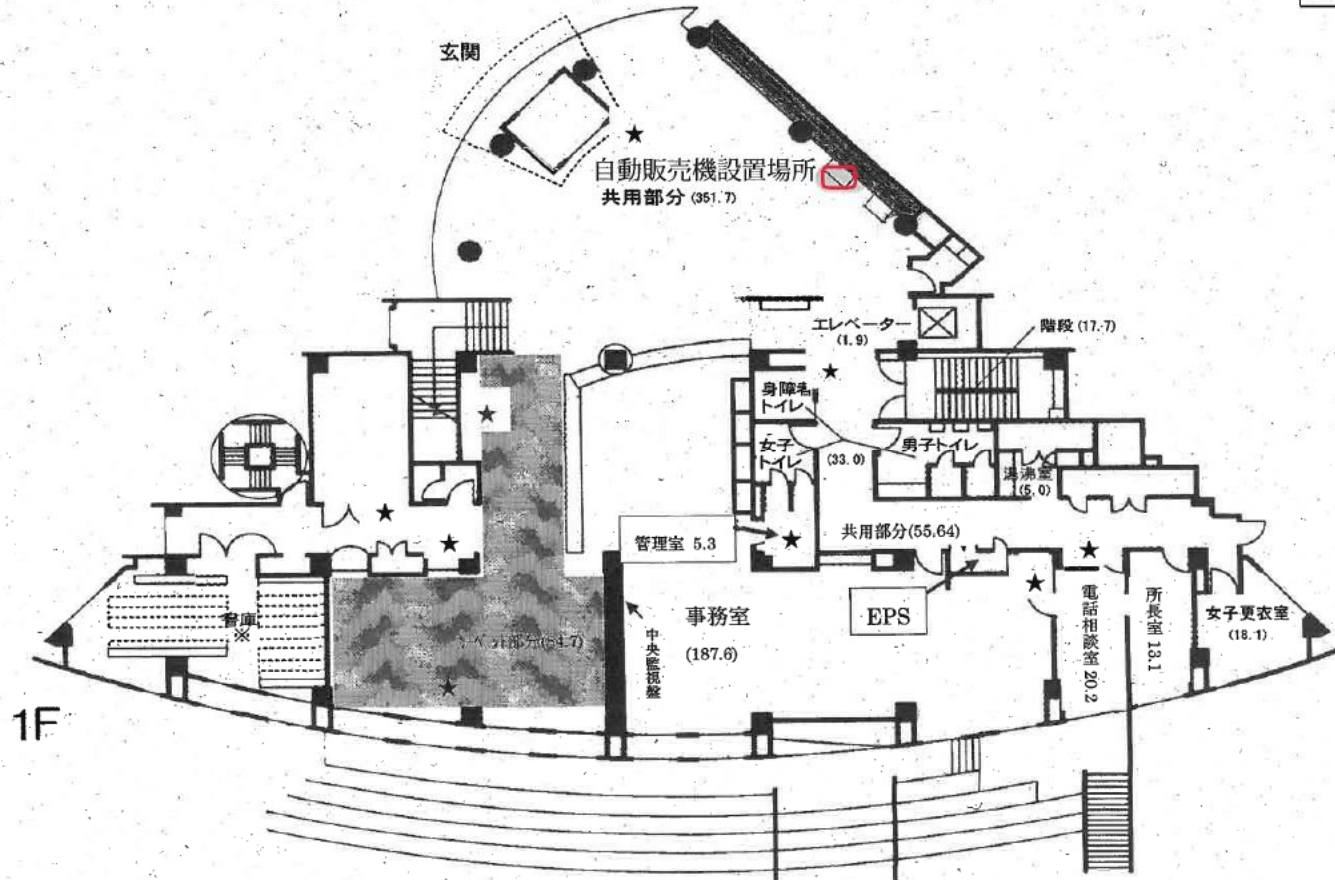 玄関
自動販売機設置場所
共用部分 (351.7)
エレベーター
(1.9)
階段 (17.7)
身障者
トイレ
女子
トイレ
(33.0)
男子トイレ
湯沸室
(5.0)
管理室 5.3
共用部分(55.64)
EPS
事務室
(187.6)
中央監視盤
電話相談室 20.2
所長室 13.1
女子更衣室
(18.1)
※
部分
1F